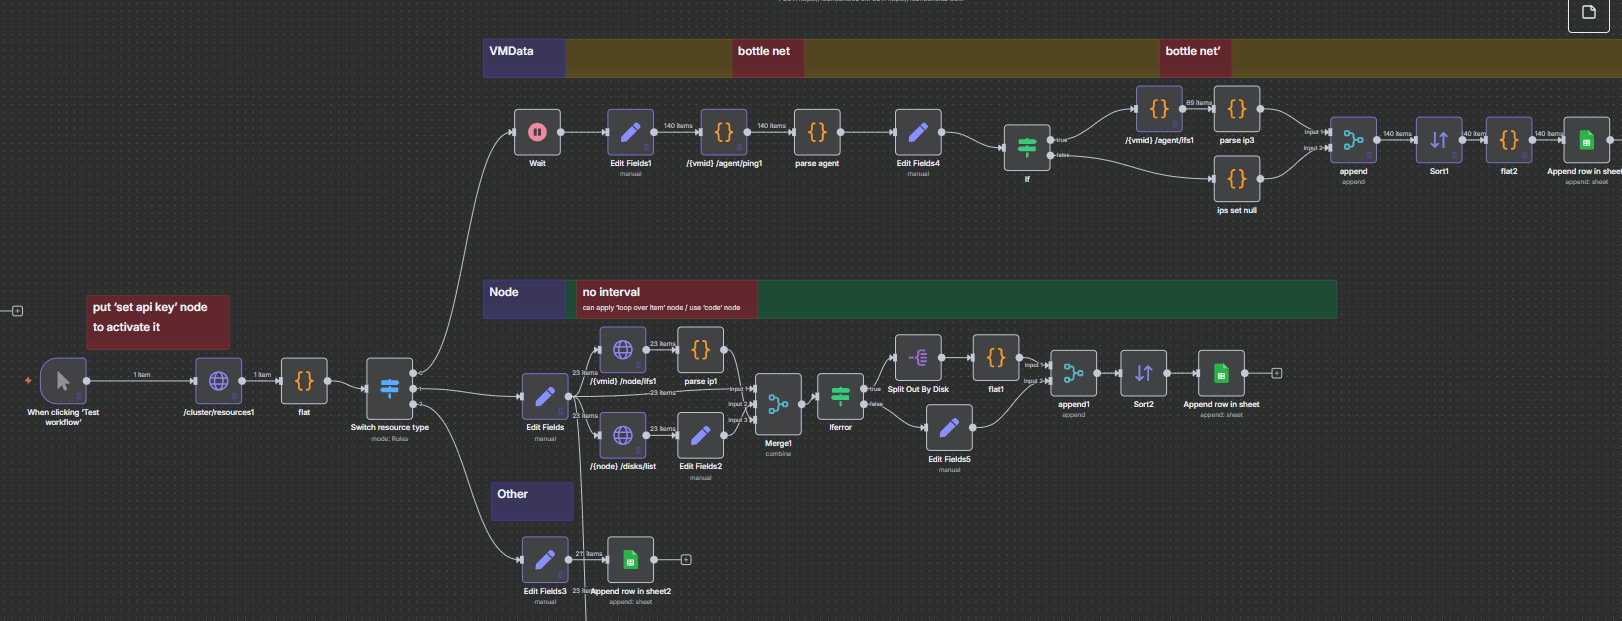 VMData
bottle net
bottle net'
69 items
Input 1
Input 2
140 items
140 items
true
false
140 items
40 item
140 items
Wait
Edit Fields1
manual
/{vmid} /agent/ping1
parse agent
Edit Fields4
manual
If
/{vmid} /agent/ifs1
parse ip3
ips set null
append
append
Sort1
flat2
Append row in sheet
append: sheet
Node
no interval
can apply 'loop over item' node / use 'code' node
put 'set api key' node
to activate it
1 item
1 item
When clicking 'Test
workflow'
/cluster/resources1
flat
0
1
2
Switch resource type
mode: Rules
23 items
23 items
23 items
23 items
23 items
/{vmid} /node/ifs1
parse ip1
Edit Fields
manual
/{node} /disks/list
Edit Fields2
manual
Input 1
Input 2
Input 3
Merge1
combine
true
false
Iferror
Split Out By Disk
flat1
Edit Fields5
manual
Input 1
Input 2
append1
append
Sort2
Append row in sheet
append: sheet
Other
211 items
Edit Fields3
manual
23 ite
Append row in sheet2
append: sheet